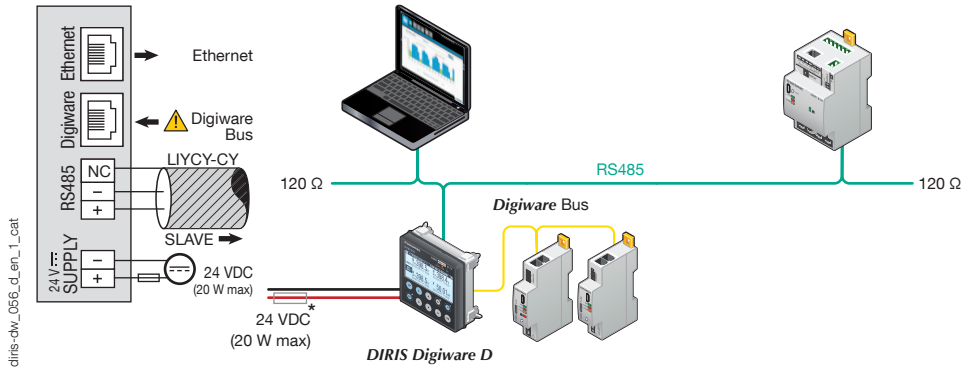 Ethernet
Ethernet
Digiware
Digiware
Bus
RS485
NC
–
+
LIYCY-CY
SLAVE
24 V
SUPPLY
–
+
24 VDC
(20 W max)
diris-dw_056_d_en_1_cat
120 Ω
RS485
120 Ω
Digiware Bus
24 VDC
*
(20 W max)
DIRIS Digiware D